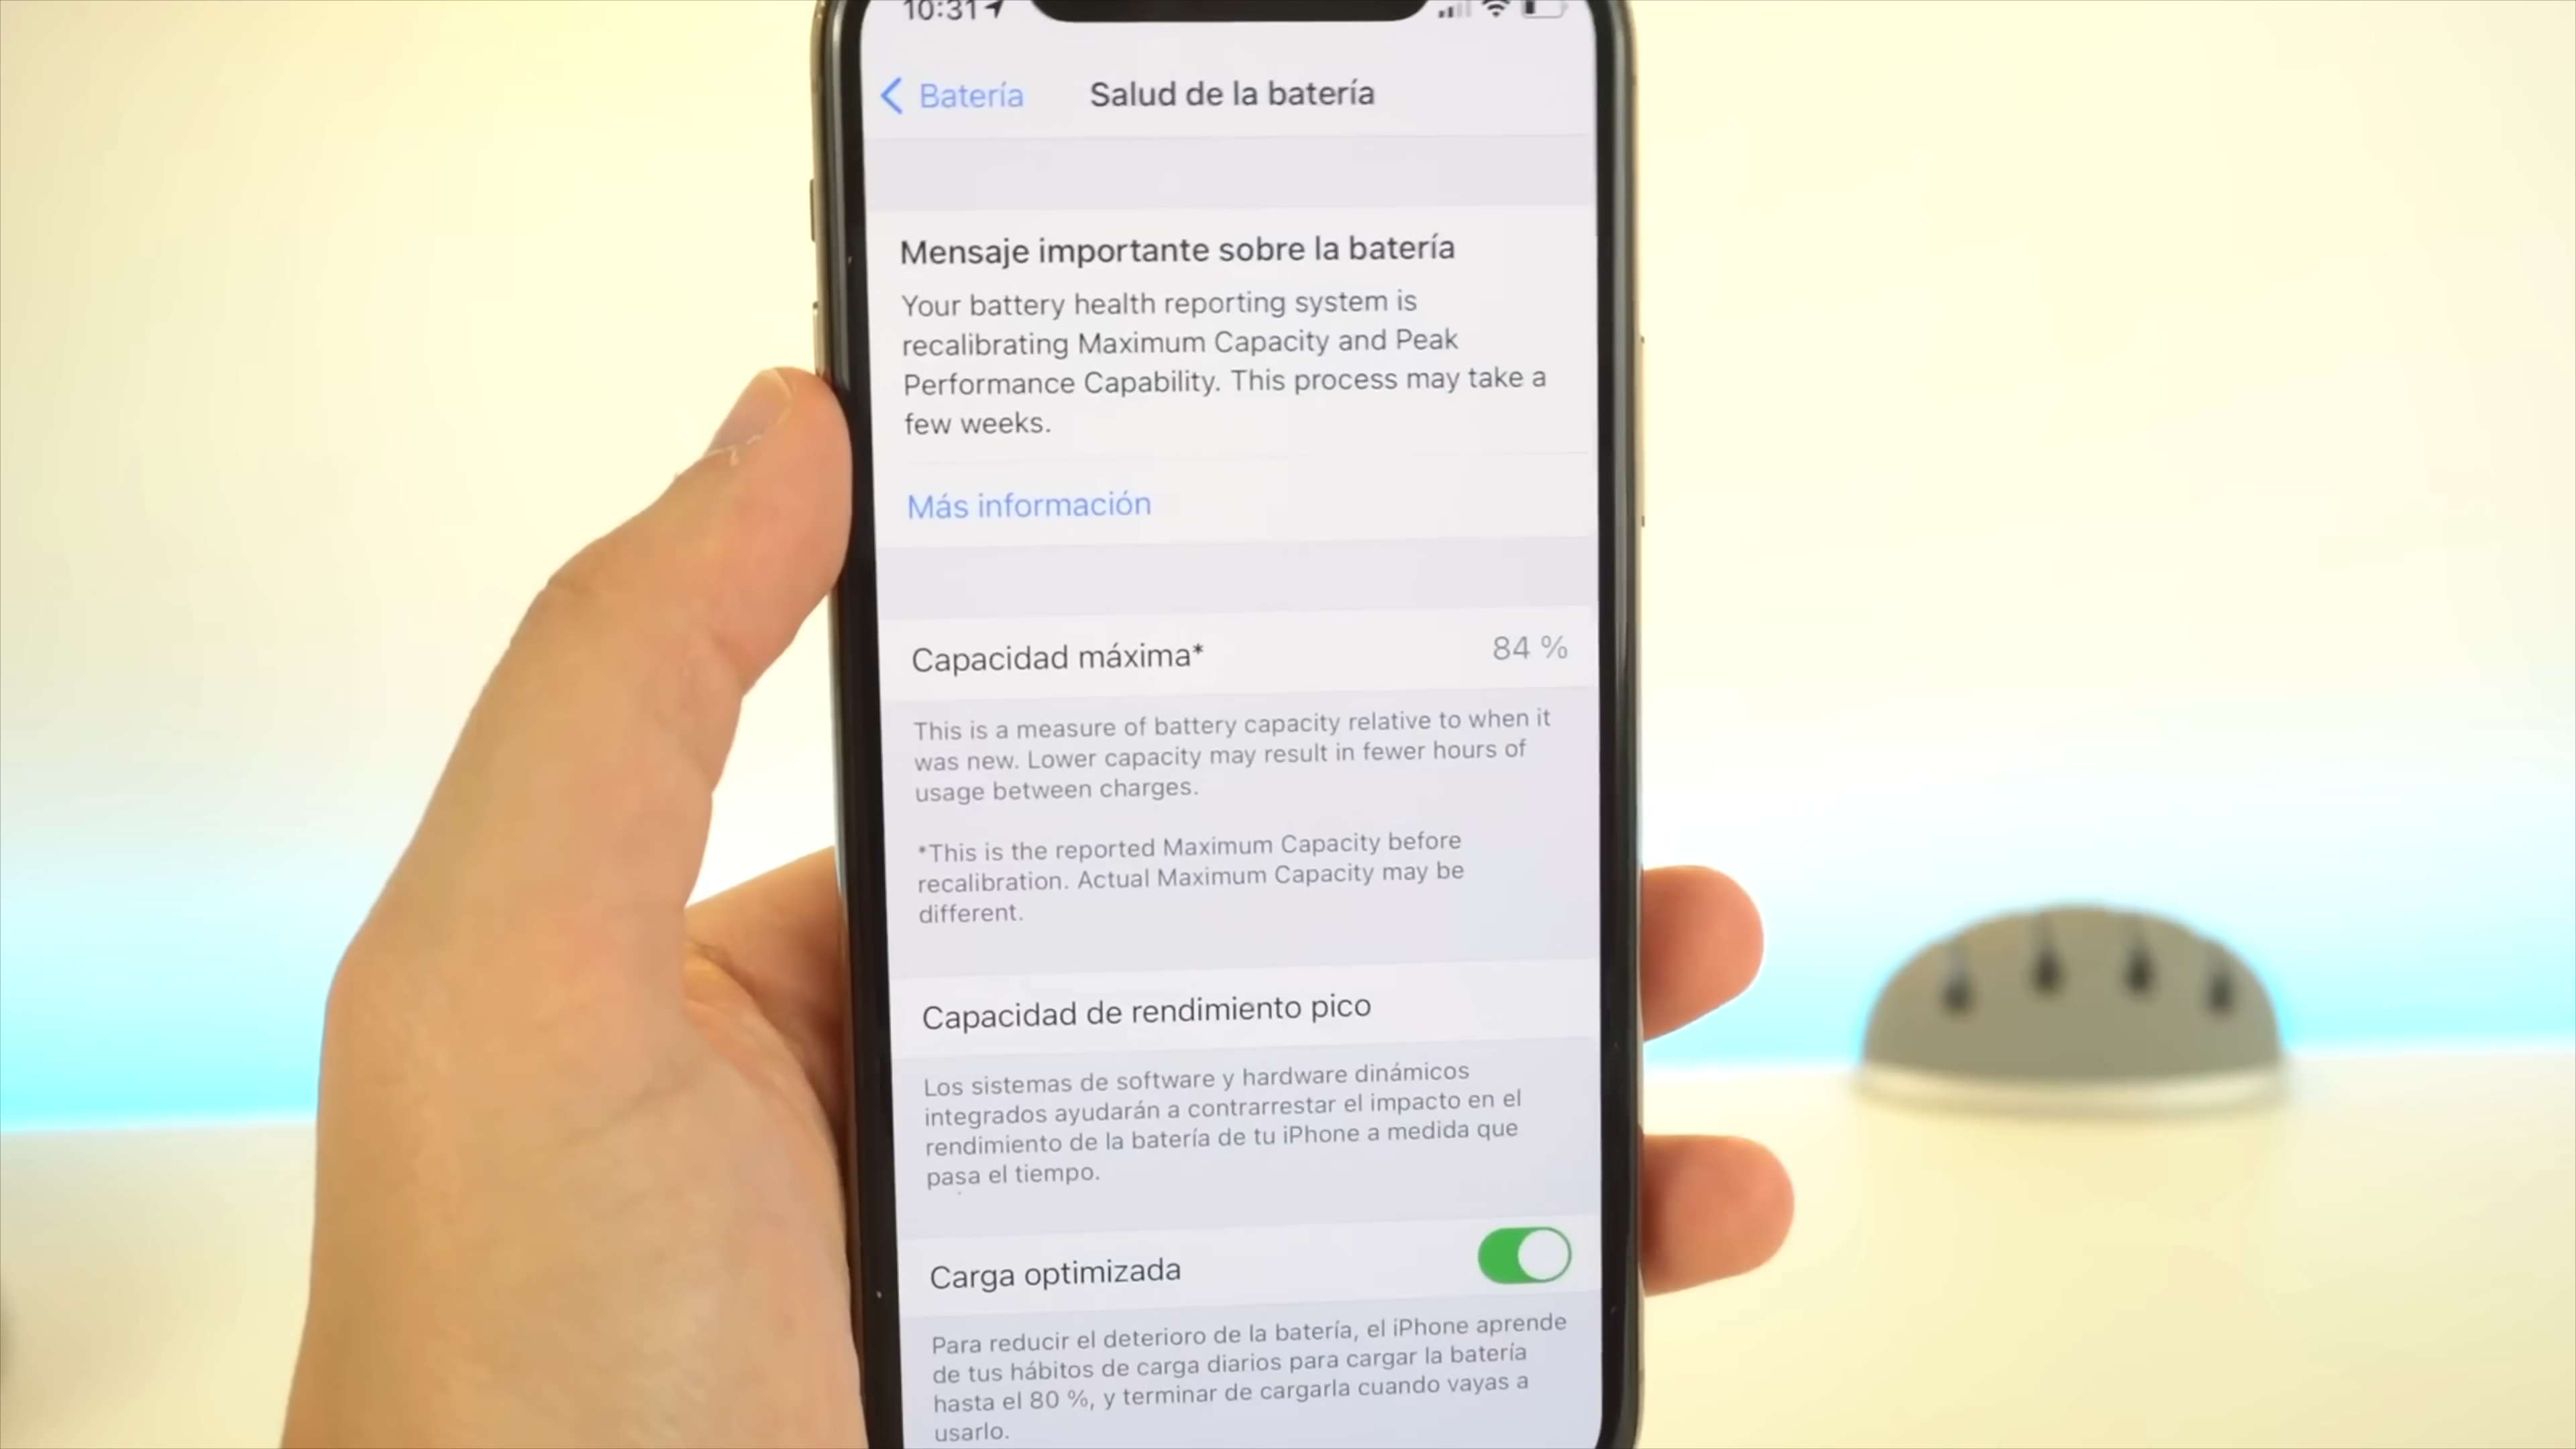 10:31
Batería
Salud de la batería
Mensaje importante sobre la batería
Your battery health reporting system is
recalibrating Maximum Capacity and Peak
Performance Capability. This process may take a
few weeks.
Más información
Capacidad máxima*
84 %
This is a measure of battery capacity relative to when it
was new. Lower capacity may result in fewer hours of
usage between charges.
*This is the reported Maximum Capacity before
recalibration. Actual Maximum Capacity may be
different.
Capacidad de rendimiento pico
Los sistemas de software y hardware dinámicos
integrados ayudarán a contrarrestar el impacto en el
rendimiento de la batería de tu iPhone a medida que
pasa el tiempo.
Carga optimizada
Para reducir el deterioro de la batería, el iPhone aprende
de tus hábitos de carga diarios para cargar la batería
hasta el 80 %, y terminar de cargarla cuando vayas a
usarlo.